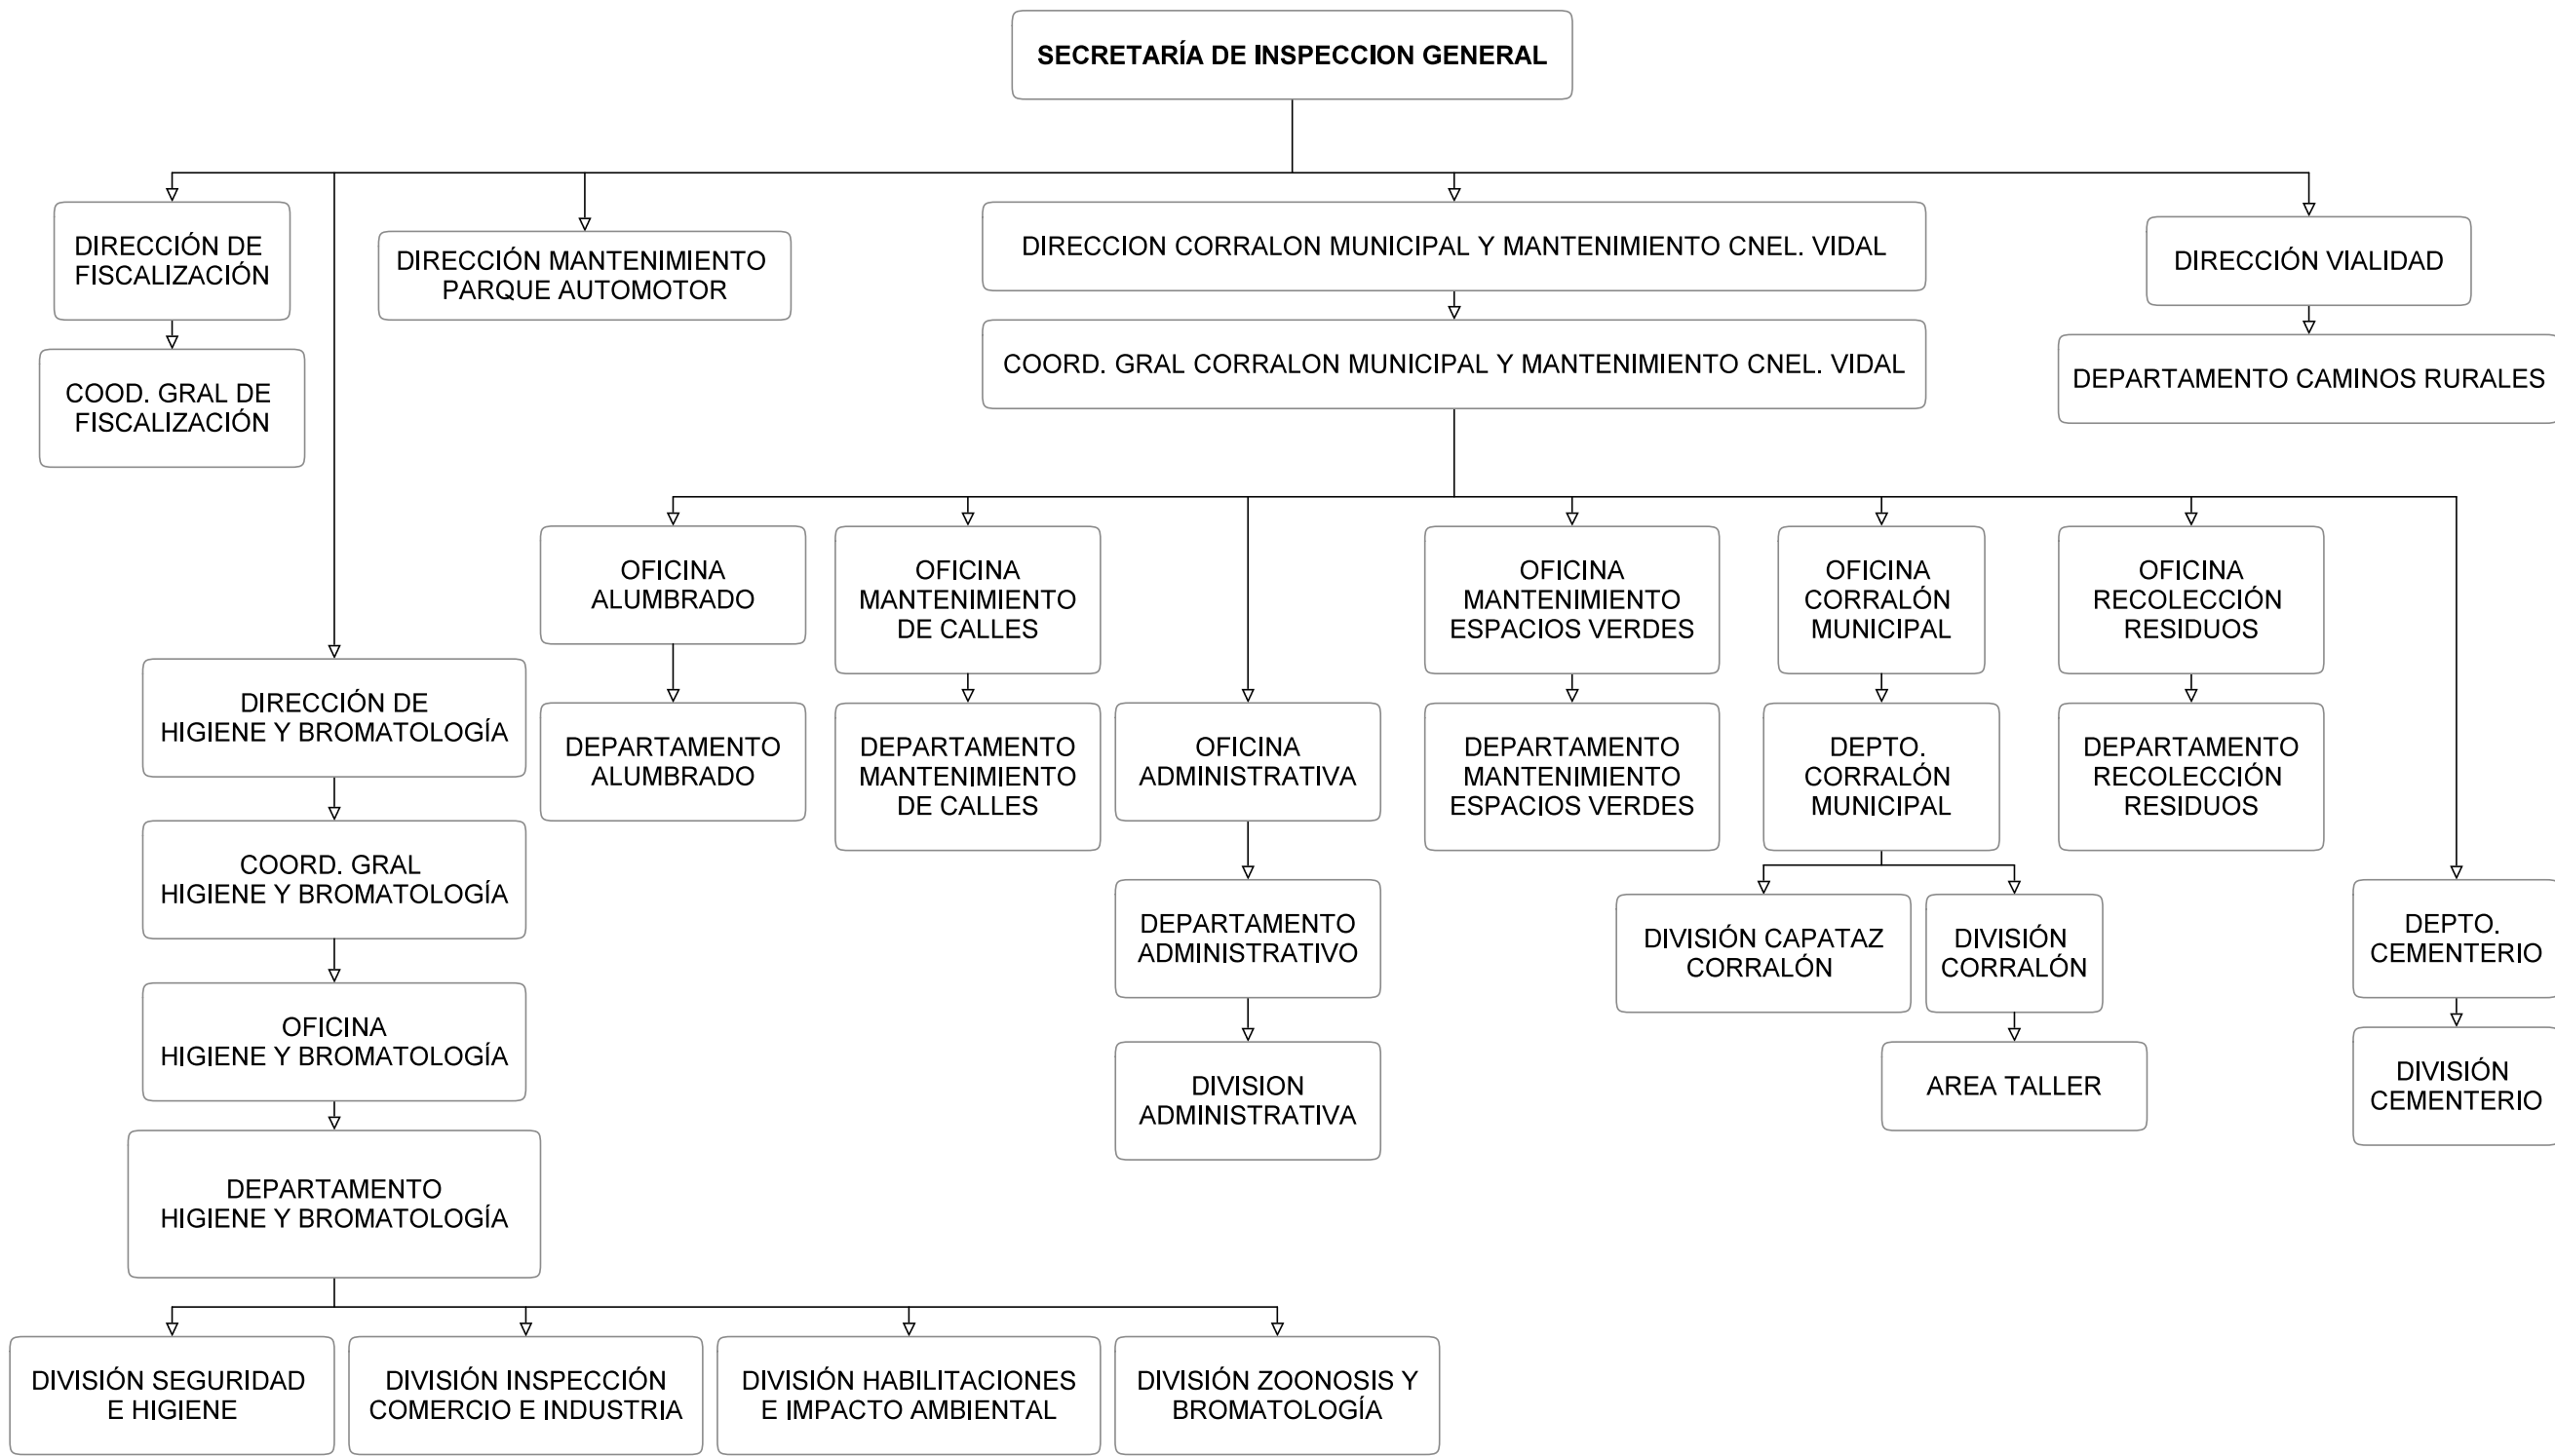 SECRETARÍA DE INSPECCION GENERAL
DIRECCIÓN DE
FISCALIZACIÓN
DIRECCIÓN MANTENIMIENTO
PARQUE AUTOMOTOR
DIRECCION CORRALON MUNICIPAL Y MANTENIMIENTO CNEL. VIDAL
DIRECCIÓN VIALIDAD
COOD. GRAL DE
FISCALIZACIÓN
COORD. GRAL CORRALON MUNICIPAL Y MANTENIMIENTO CNEL. VIDAL
DEPARTAMENTO CAMINOS RURALES
OFICINA
ALUMBRADO
OFICINA
MANTENIMIENTO
DE CALLES
OFICINA
MANTENIMIENTO
ESPACIOS VERDES
OFICINA
CORRALÓN
MUNICIPAL
OFICINA
RECOLECCIÓN
RESIDUOS
DIRECCIÓN DE
HIGIENE Y BROMATOLOGÍA
DEPARTAMENTO
ALUMBRADO
DEPARTAMENTO
MANTENIMIENTO
DE CALLES
OFICINA
ADMINISTRATIVA
DEPARTAMENTO
MANTENIMIENTO
ESPACIOS VERDES
DEPTO.
CORRALÓN
MUNICIPAL
DEPARTAMENTO
RECOLECCIÓN
RESIDUOS
COORD. GRAL
HIGIENE Y BROMATOLOGÍA
DEPARTAMENTO
ADMINISTRATIVO
DIVISIÓN CAPATAZ
CORRALÓN
DIVISIÓN
CORRALÓN
DEPTO.
CEMENTERIO
OFICINA
HIGIENE Y BROMATOLOGÍA
DIVISION
ADMINISTRATIVA
AREA TALLER
DIVISIÓN
CEMENTERIO
DEPARTAMENTO
HIGIENE Y BROMATOLOGÍA
DIVISIÓN SEGURIDAD
E HIGIENE
DIVISIÓN INSPECCIÓN
COMERCIO E INDUSTRIA
DIVISIÓN HABILITACIONES
E IMPACTO AMBIENTAL
DIVISIÓN ZOONOSIS Y
BROMATOLOGÍA